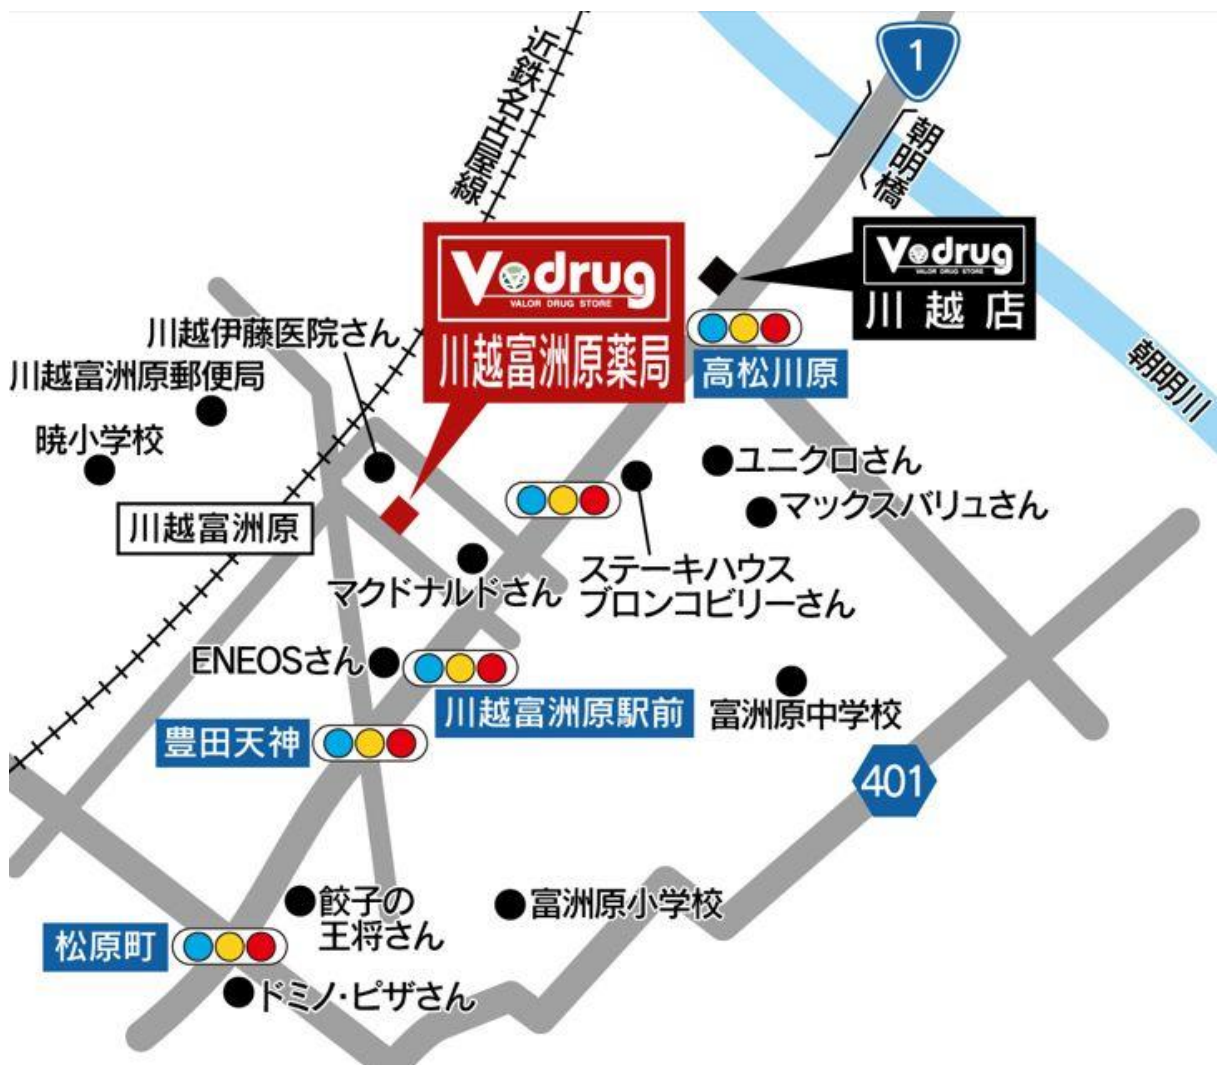 1
近鉄名古屋線
朝明橋
V drug
VALOR DRUG STORE
川越富洲原薬局
V drug
VALOR DRUG STORE
川越店
川越伊藤医院さん
川越富洲原郵便局
高松川原
朝明川
暁小学校
ユニクロさん
マックスバリュさん
川越富洲原
ステーキハウス
ブロンコビリーさん
マクドナルドさん
ENEOSさん
川越富洲原駅前
富洲原中学校
豊田天神
401
餃子の
王将さん
富洲原小学校
松原町
ドミノ・ピザさん